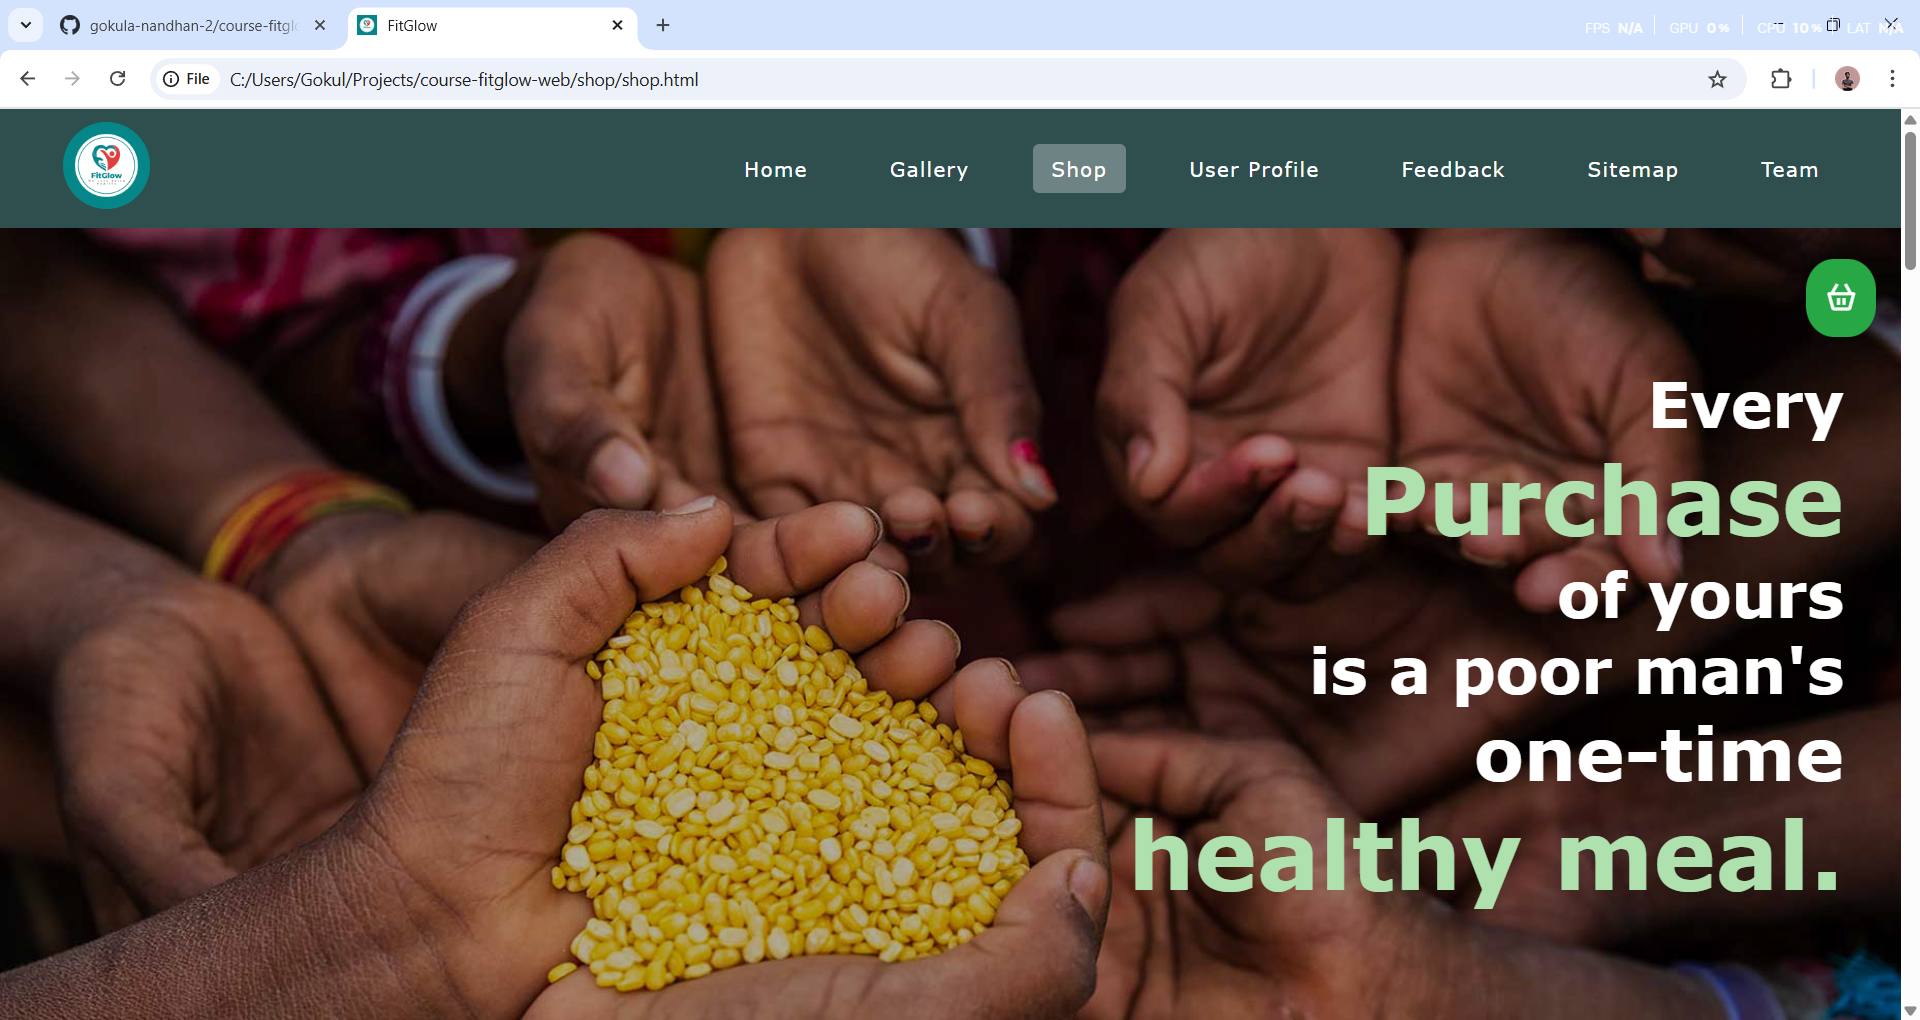 gokula-nandhan-2/course-fitglo
FitGlow
FPS N/A GPU 0% CPU 10% LAT N/A
File
C:/Users/Gokul/Projects/course-fitglow-web/shop/shop.html
FitGlow
Home
Gallery
Shop
User Profile
Feedback
Sitemap
Team
Every
Purchase
of yours
is a poor man's
one-time
healthy meal.